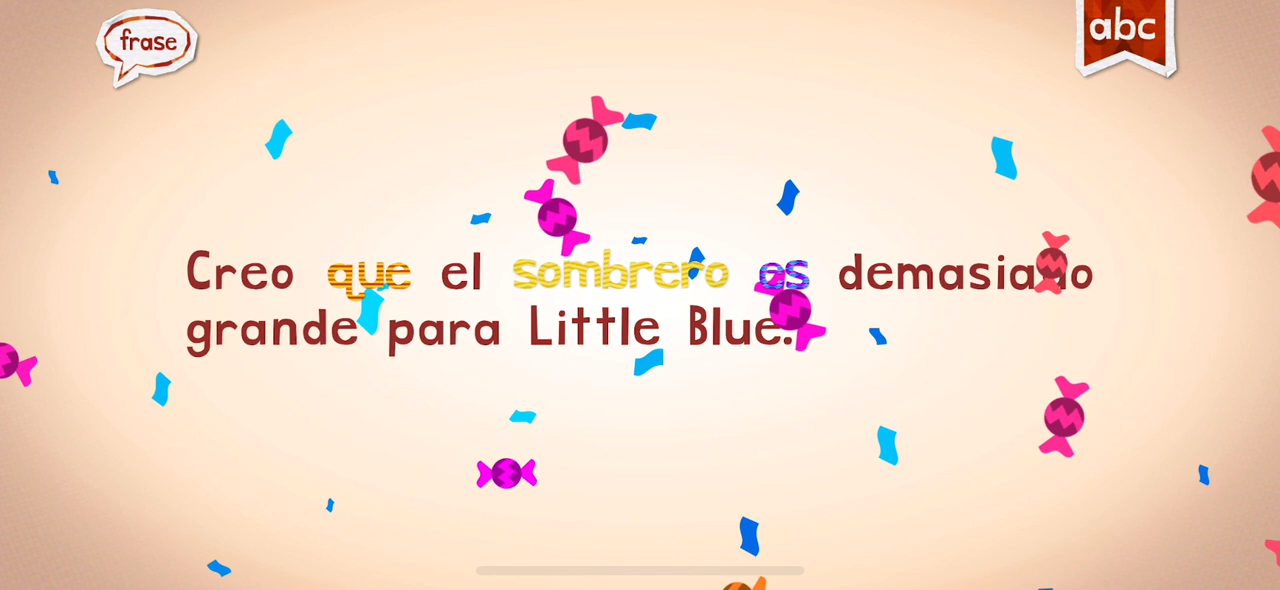 frase
abc
Creo que el sombrero es demasiado
grande para Little Blue.